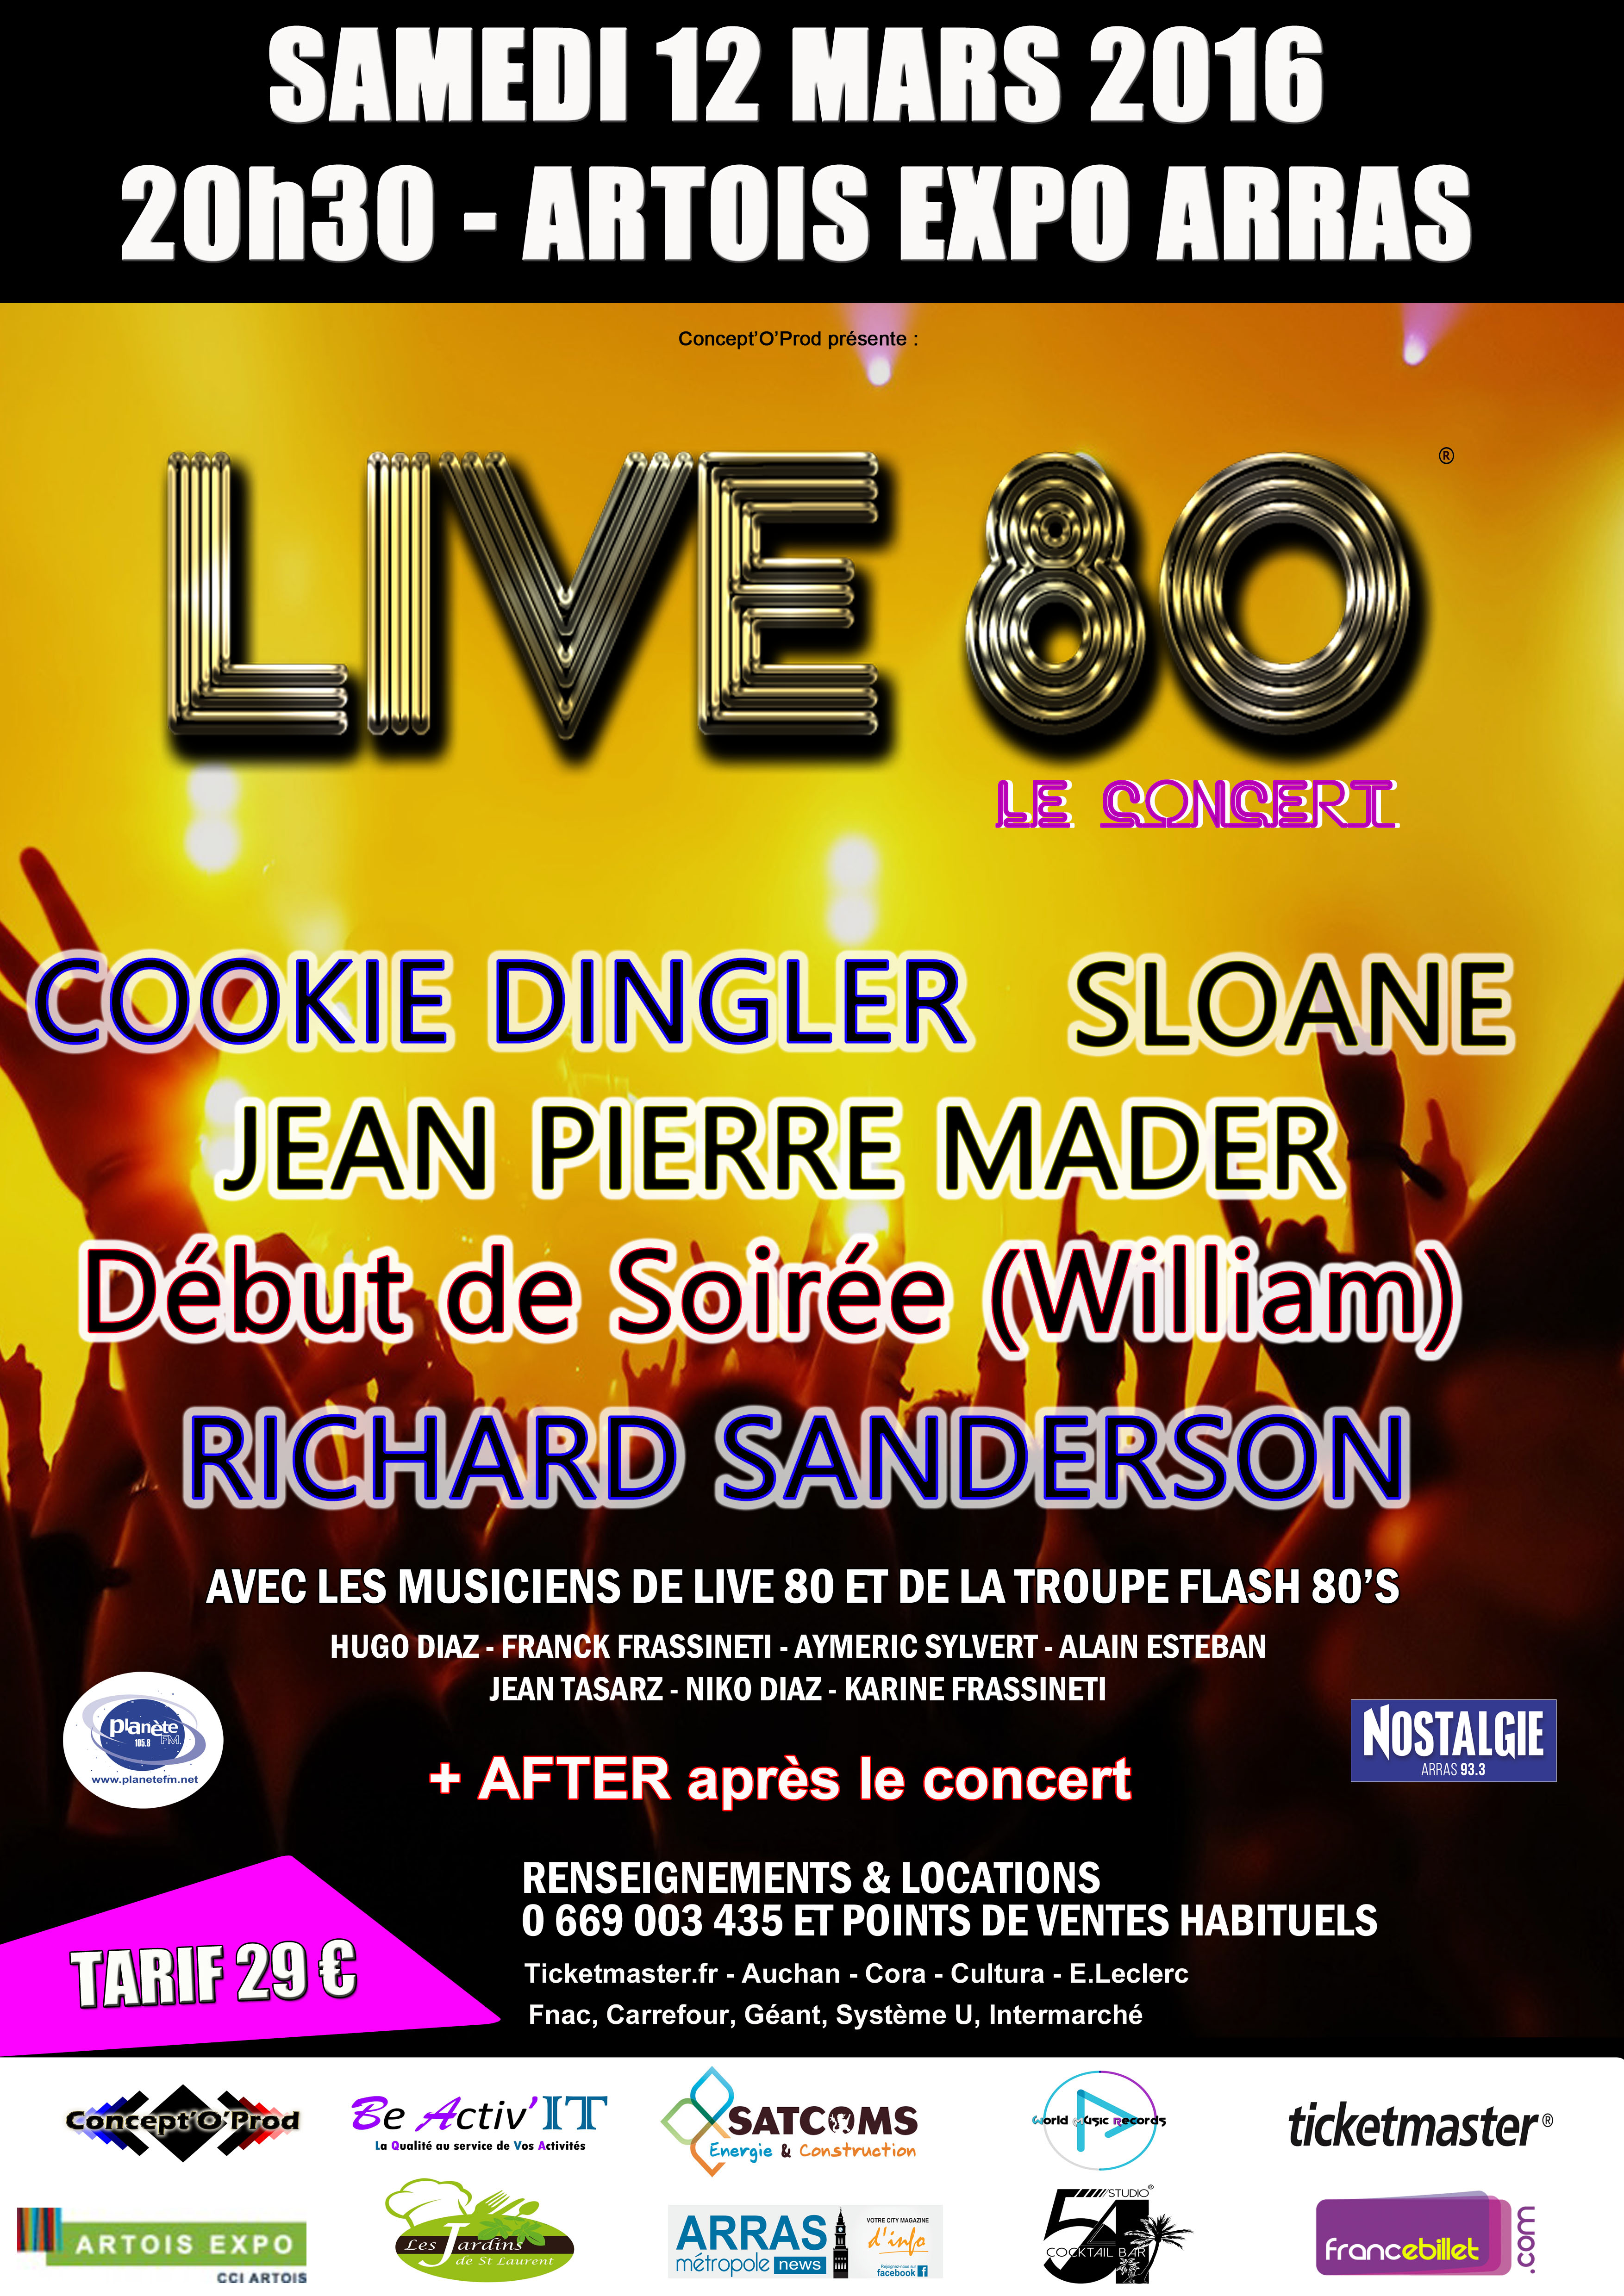 SAMEDI 12 MARS 2016
20h30 - ARTOIS EXPO ARRAS
Concept'O'Prod présente :
LIVE 80 ®
LE CONCERT
COOKIE DINGLER SLOANE
JEAN PIERRE MADER
Début de Soirée (William)
RICHARD SANDERSON
AVEC LES MUSICIENS DE LIVE 80 ET DE LA TROUPE FLASH 80'S
HUGO DIAZ - FRANCK FRASSINETI - AYMERIC SYLVERT - ALAIN ESTEBAN
JEAN TASARZ - NIKO DIAZ - KARINE FRASSINETI
planète
105.8 FM
www.planetefm.net
NOSTALGIE
ARRAS 93.3
+ AFTER après le concert
RENSEIGNEMENTS & LOCATIONS
0 669 003 435 ET POINTS DE VENTES HABITUELS
TARIF 29 €
Ticketmaster.fr - Auchan - Cora - Cultura - E.Leclerc
Fnac, Carrefour, Géant, Système U, Intermarché
Concept'O'Prod
Be Activ'IT
La Qualité au service de Vos Activités
SATCOMS
Energie & Construction
World Music Records
ticketmaster®
ARTOIS EXPO
CCI ARTOIS
Les Jardins
de St Laurent
ARRAS
métropole news
VOTRE CITY MAGAZINE
d'info
Rejoignez-nous sur
facebook f
STUDIO®
54
COCKTAIL BAR
francebillet
.com